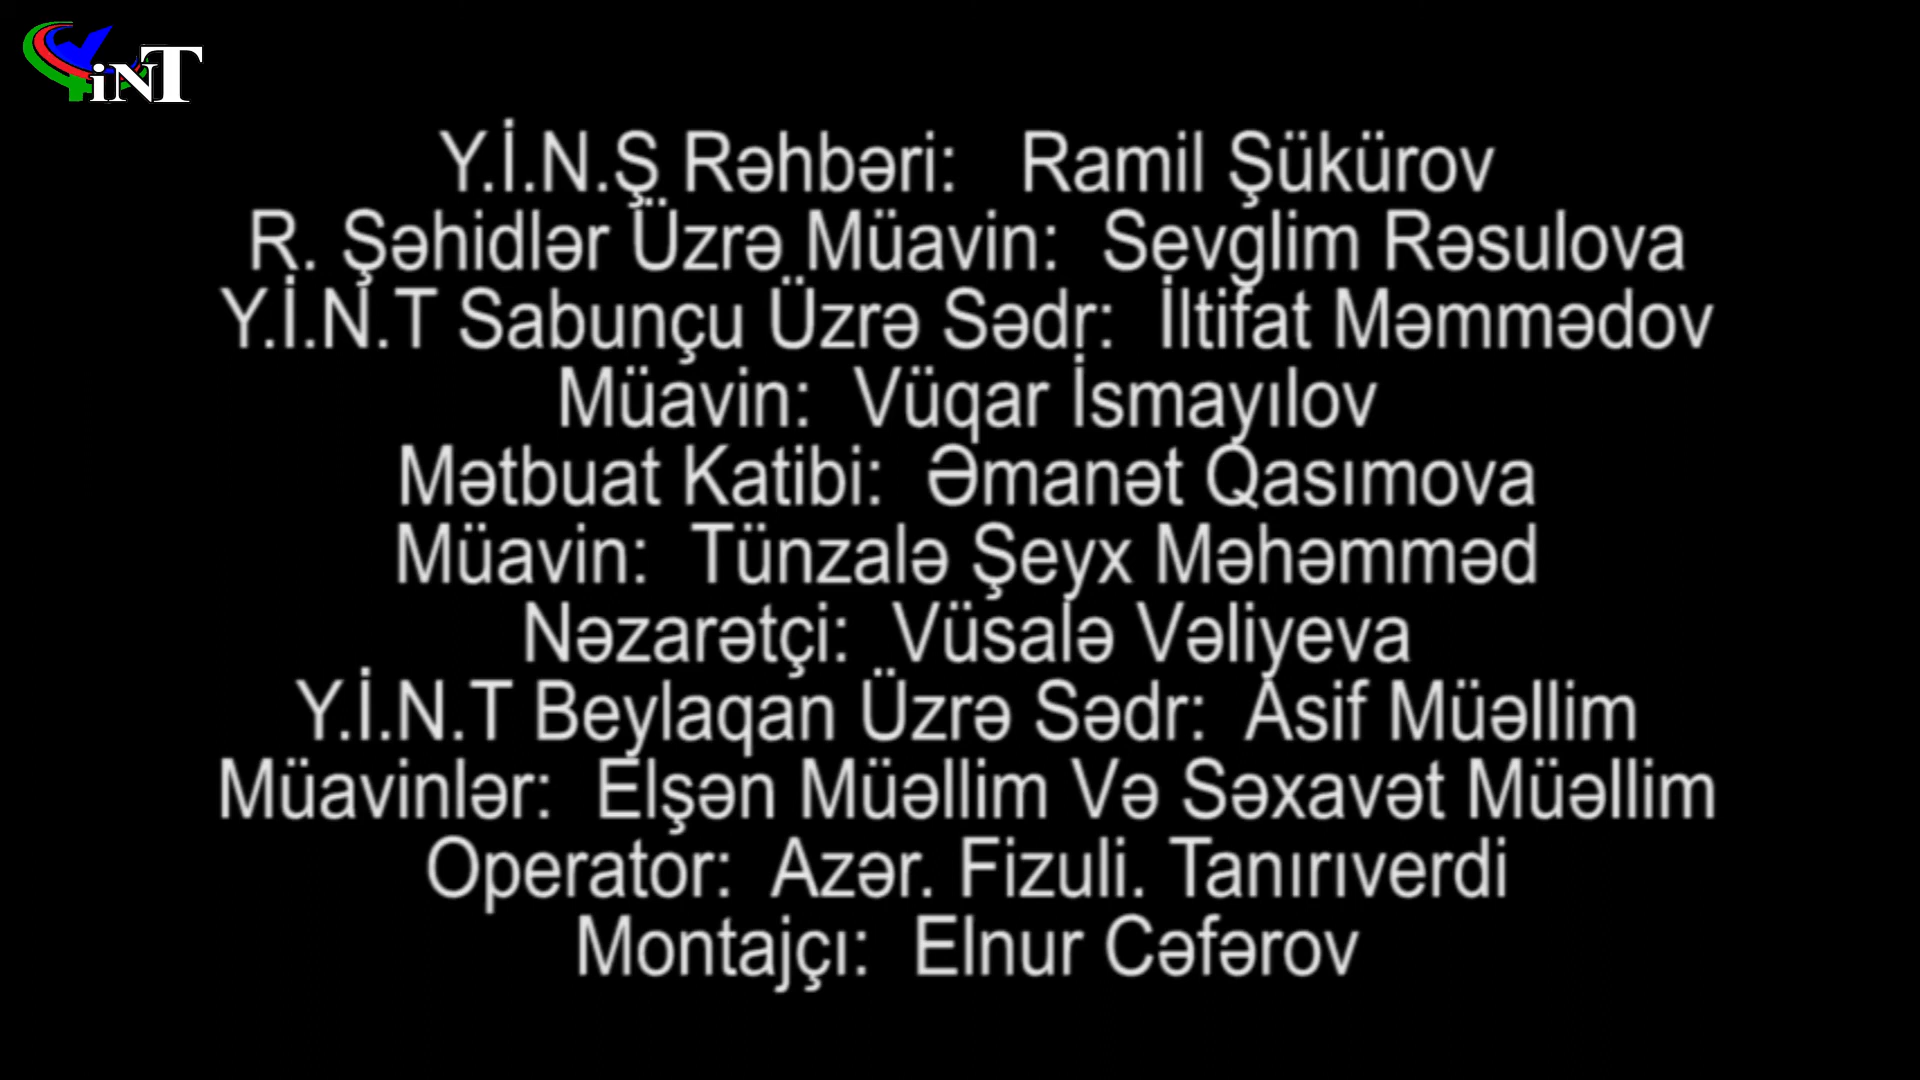 YiNT
Y.İ.N.Ş Rəhbəri: Ramil Şükürov
R. Şəhidlər Üzrə Müavin: Sevglim Rəsulova
Y.İ.N.T Sabunçu Üzrə Sədr: İltifat Məmmədov
Müavin: Vüqar İsmayılov
Mətbuat Katibi: Əmanət Qasımova
Müavin: Tünzalə Şeyx Məhəmməd
Nəzarətçi: Vüsalə Vəliyeva
Y.İ.N.T Beylaqan Üzrə Sədr: Asif Müəllim
Müavinlər: Elşən Müəllim Və Səxavət Müəllim
Operator: Azər. Fizuli. Tanırıverdi
Montajçı: Elnur Cəfərov